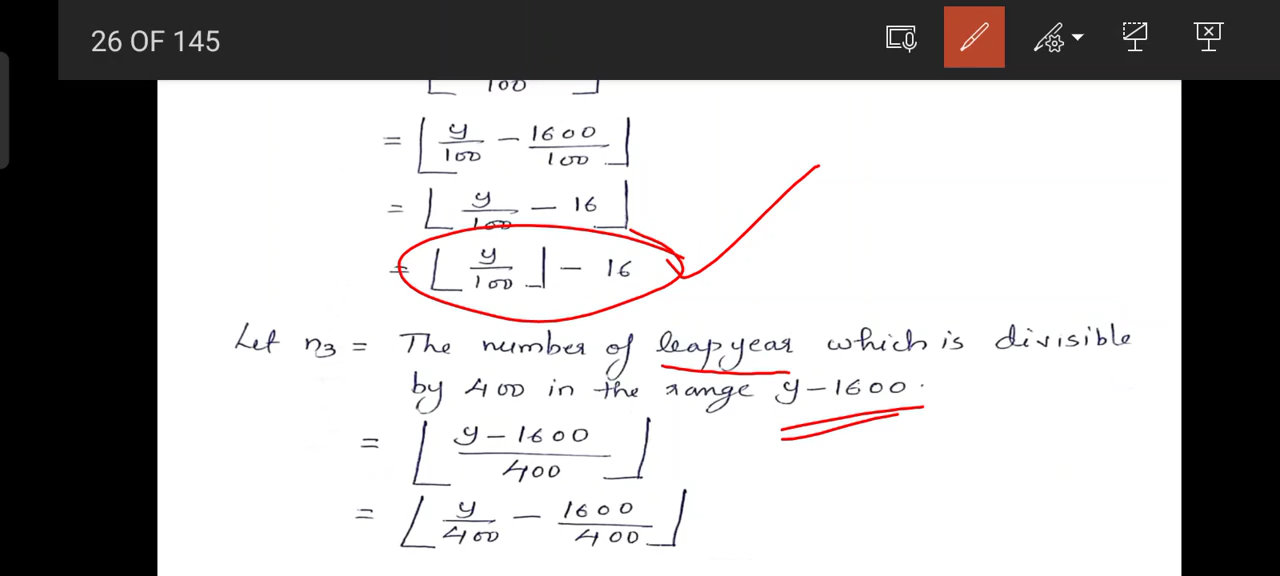 26 OF 145
100
= ⌊ y/100 − 1600/100 ⌋
= ⌊ y/100 − 16 ⌋
= ⌊ y/100 ⌋ − 16
Let n3 = The number of leap year which is divisible
by 400 in the range y − 1600.
= ⌊ y − 1600 / 400 ⌋
= ⌊ y/400 − 1600/400 ⌋